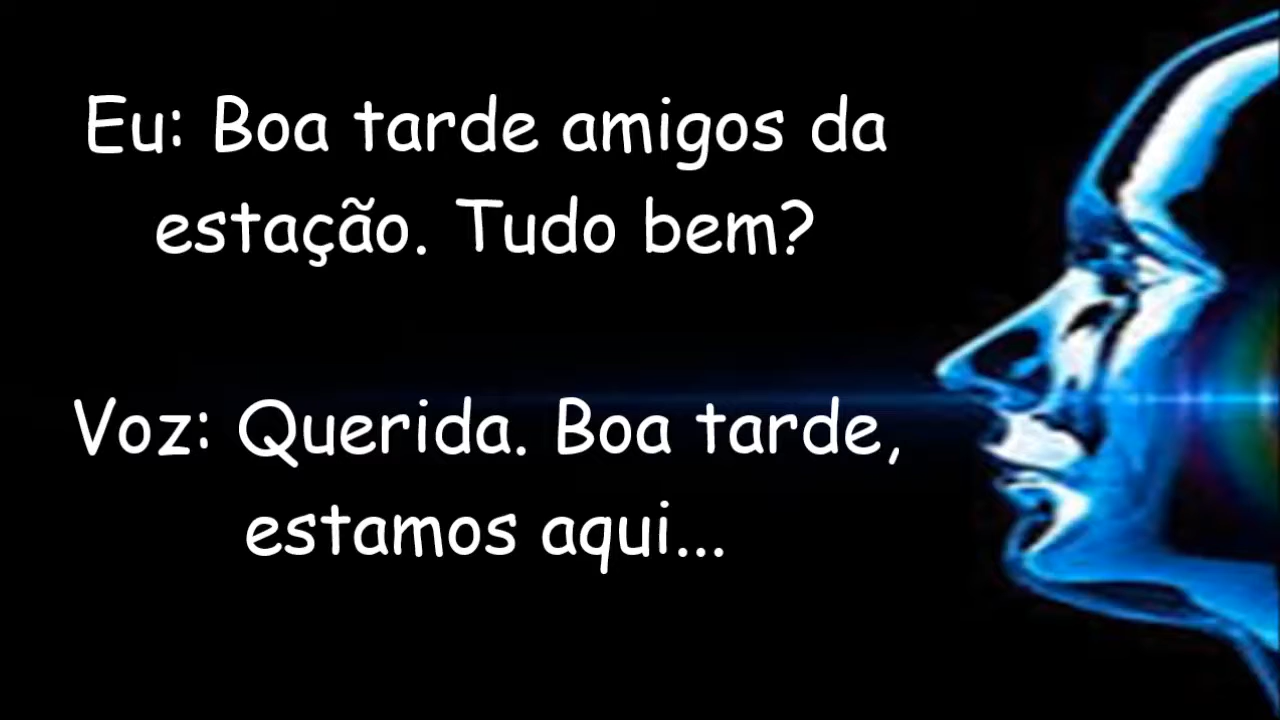 Eu: Boa tarde amigos da
estação. Tudo bem?
Voz: Querida. Boa tarde,
estamos aqui...